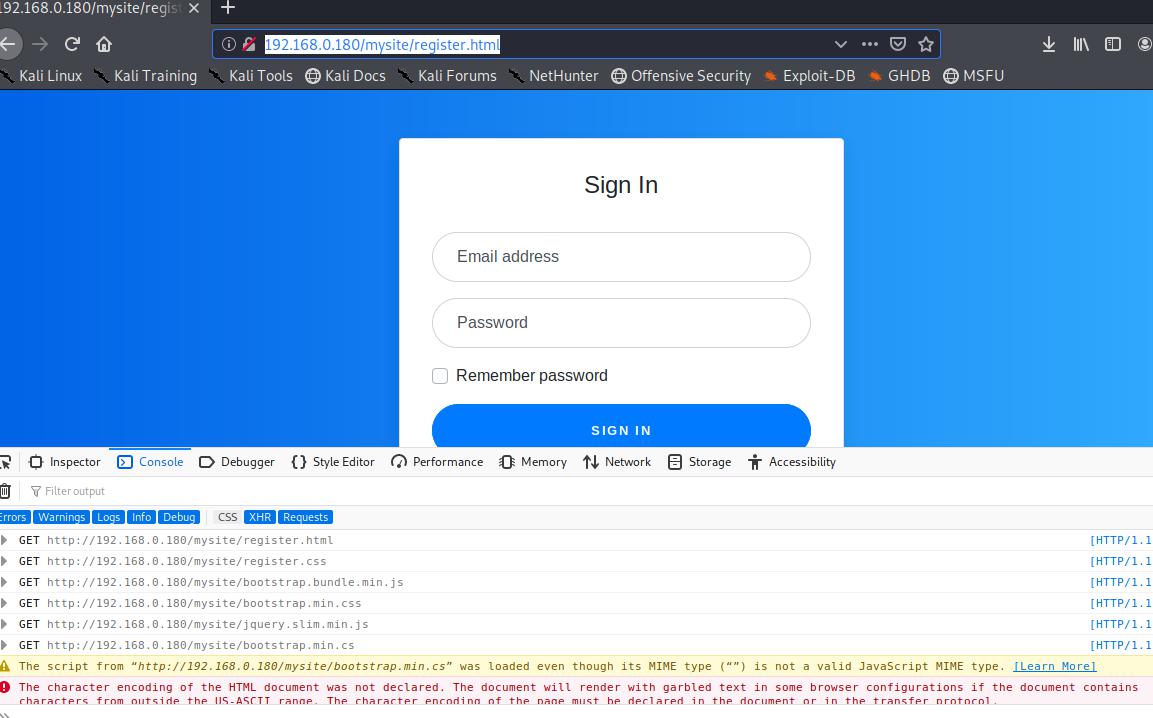 192.168.0.180/mysite/regist
192.168.0.180/mysite/register.html
Kali Linux Kali Training Kali Tools Kali Docs Kali Forums NetHunter Offensive Security Exploit-DB GHDB MSFU
Sign In
Email address
Password
Remember password
SIGN IN
Inspector Console Debugger Style Editor Performance Memory Network Storage Accessibility
Filter output
Errors Warnings Logs Info Debug CSS XHR Requests
GET http://192.168.0.180/mysite/register.html [HTTP/1.1
GET http://192.168.0.180/mysite/register.css [HTTP/1.1
GET http://192.168.0.180/mysite/bootstrap.bundle.min.js [HTTP/1.1
GET http://192.168.0.180/mysite/bootstrap.min.css [HTTP/1.1
GET http://192.168.0.180/mysite/jquery.slim.min.js [HTTP/1.1
GET http://192.168.0.180/mysite/bootstrap.min.cs [HTTP/1.1
The script from “http://192.168.0.180/mysite/bootstrap.min.cs” was loaded even though its MIME type (“”) is not a valid JavaScript MIME type. [Learn More]
The character encoding of the HTML document was not declared. The document will render with garbled text in some browser configurations if the document contains
characters from outside the US-ASCII range. The character encoding of the page must be declared in the document or in the transfer protocol.